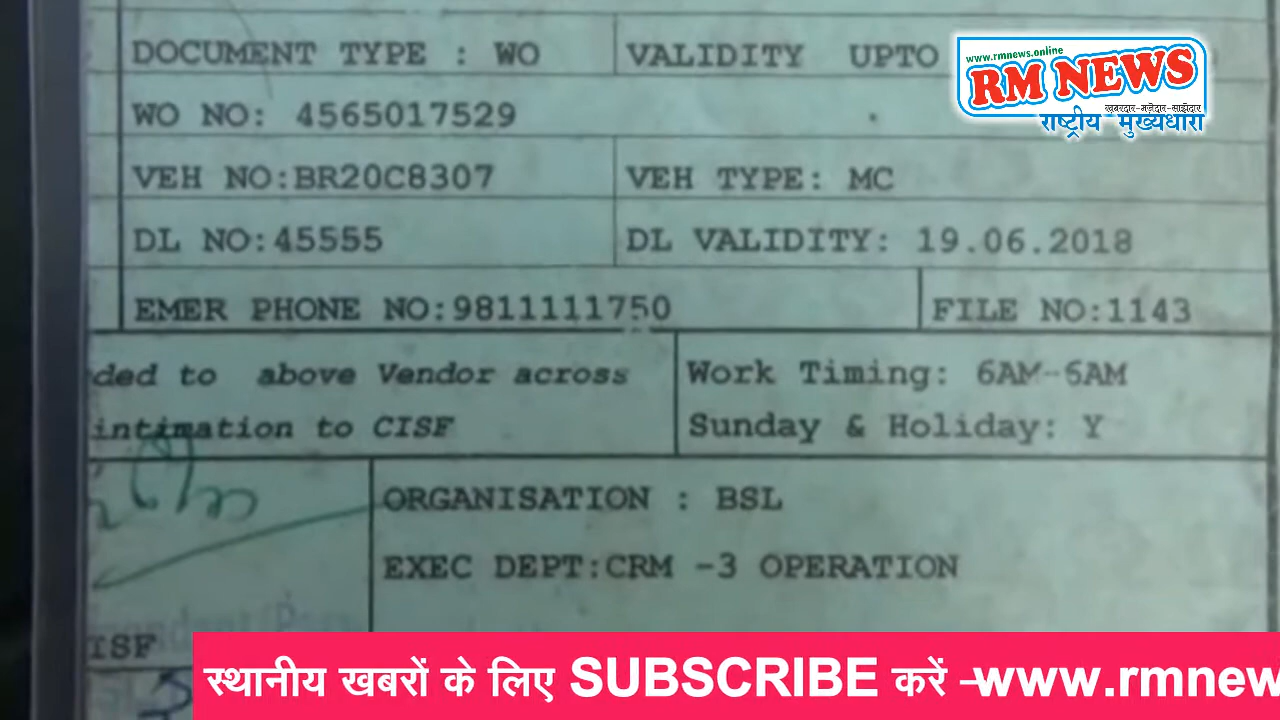 DOCUMENT TYPE : WO
VALIDITY UPTO
www.rmnews.online
RM NEWS
खबरदार-मज़ेदार-साझेदार
राष्ट्रीय मुख्यधारा
WO NO: 4565017529
VEH NO:BR20C8307
VEH TYPE: MC
DL NO:45555
DL VALIDITY: 19.06.2018
EMER PHONE NO:9811111750
FILE NO:1143
ded to above Vendor across
intimation to CISF
Work Timing: 6AM-6AM
Sunday & Holiday: Y
ORGANISATION : BSL
EXEC DEPT:CRM -3 OPERATION
ISF
स्थानीय खबरों के लिए SUBSCRIBE करें –www.rmnews